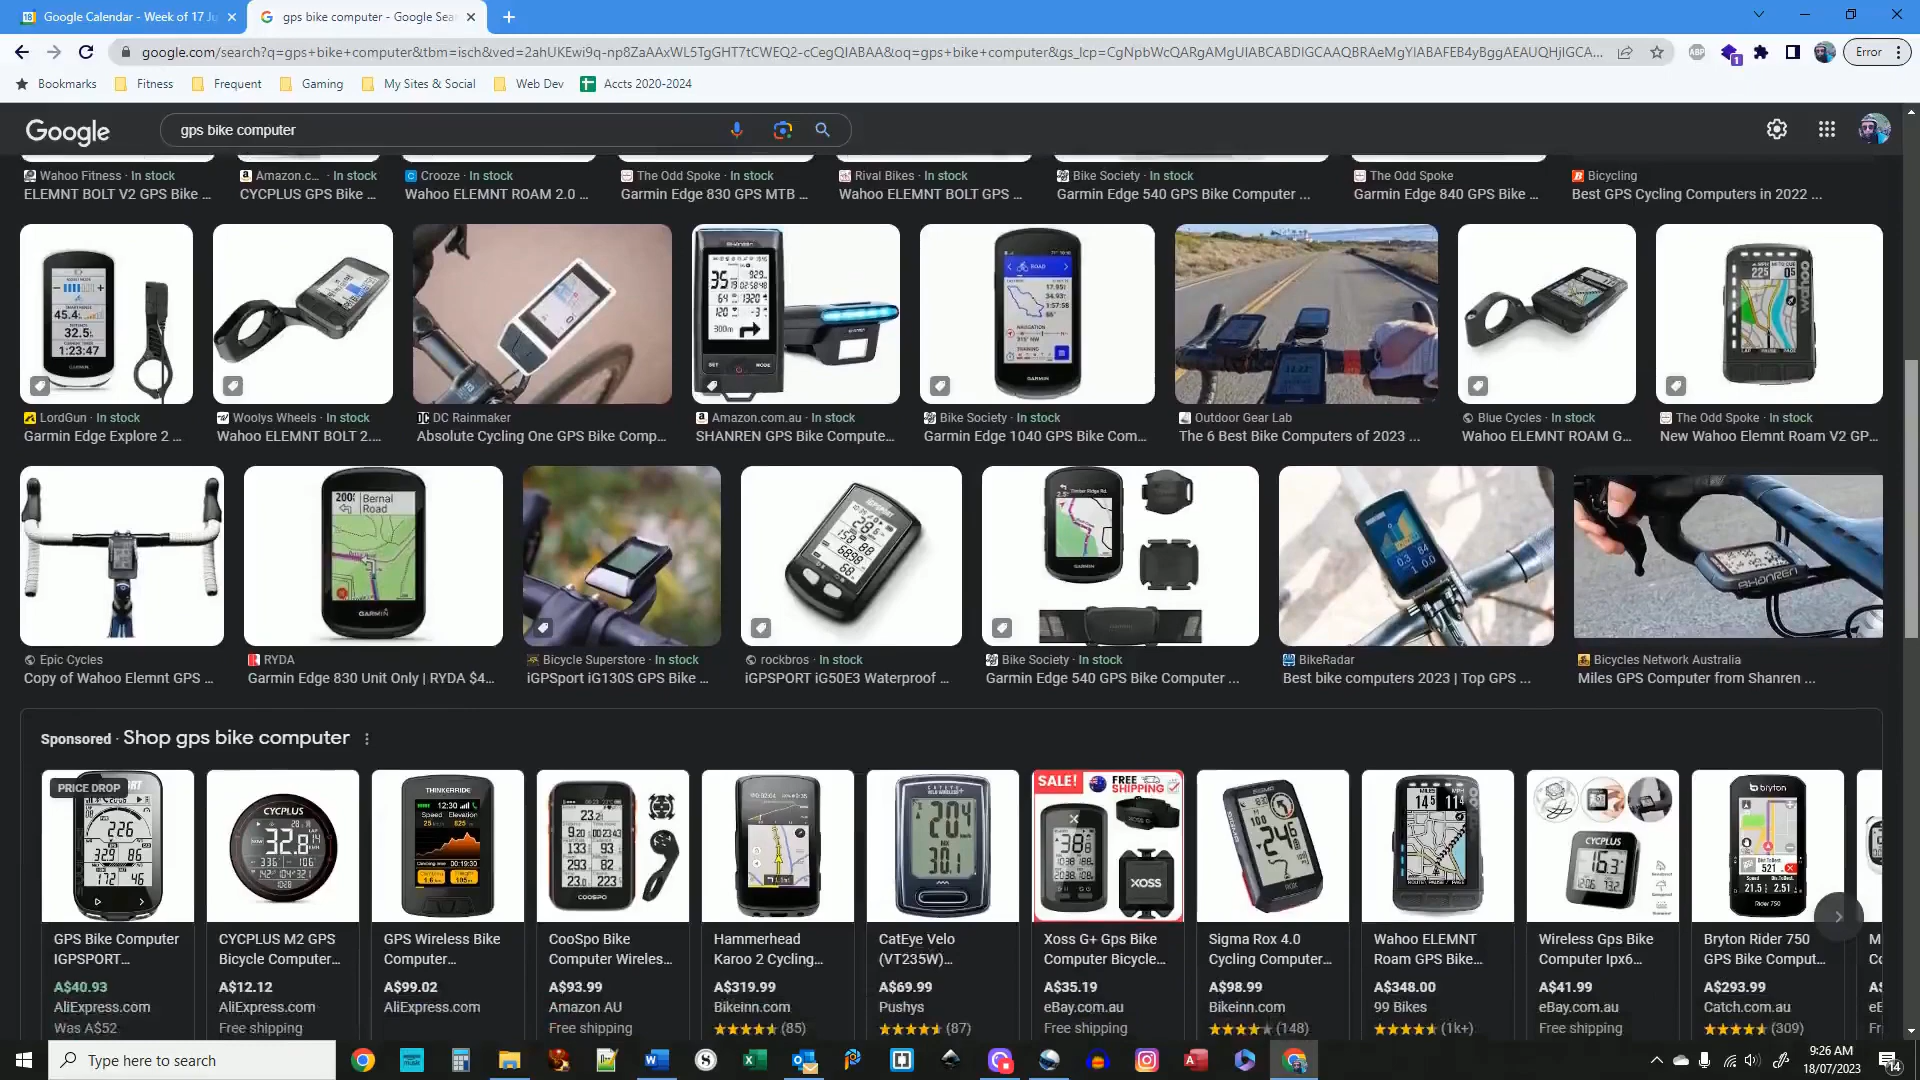 Google Calendar - Week of 17 Ju
gps bike computer - Google Sea
google.com/search?q=gps+bike+computer&tbm=isch&ved=2ahUKEwi9q-np8ZaAAxWL5TgGHT7tCWEQ2-cCegQIABAA&oq=gps+bike+computer&gs_lcp=CgNpbWcQARgAMgUIABCABDIGCAAQBRAeMgYIABAFEB4yBggAEAUQHjIGCA...
Error
Bookmarks Fitness Frequent Gaming My Sites & Social Web Dev Accts 2020-2024
Google
gps bike computer
Wahoo Fitness · In stock
ELEMNT BOLT V2 GPS Bike ...
Amazon.c... · In stock
CYCPLUS GPS Bike ...
Crooze · In stock
Wahoo ELEMNT ROAM 2.0 ...
The Odd Spoke · In stock
Garmin Edge 830 GPS MTB ...
Rival Bikes · In stock
Wahoo ELEMNT BOLT GPS ...
Bike Society · In stock
Garmin Edge 540 GPS Bike Computer ...
The Odd Spoke
Garmin Edge 840 GPS Bike ...
Bicycling
Best GPS Cycling Computers in 2022 ...
LordGun · In stock
Garmin Edge Explore 2 ...
Woolys Wheels · In stock
Wahoo ELEMNT BOLT 2....
DC Rainmaker
Absolute Cycling One GPS Bike Comp...
Amazon.com.au · In stock
SHANREN GPS Bike Compute...
Bike Society · In stock
Garmin Edge 1040 GPS Bike Com...
Outdoor Gear Lab
The 6 Best Bike Computers of 2023 ...
Blue Cycles · In stock
Wahoo ELEMNT ROAM G...
The Odd Spoke · In stock
New Wahoo Elemnt Roam V2 GP...
200
Bernal
Road
GARMIN
Epic Cycles
Copy of Wahoo Elemnt GPS ...
RYDA
Garmin Edge 830 Unit Only | RYDA $4...
Bicycle Superstore · In stock
iGPSport iG130S GPS Bike ...
rockbros · In stock
iGPSPORT iG50E3 Waterproof ...
Bike Society · In stock
Garmin Edge 540 GPS Bike Computer ...
BikeRadar
Best bike computers 2023 | Top GPS ...
Bicycles Network Australia
Miles GPS Computer from Shanren ...
Sponsored · Shop gps bike computer
PRICE DROP
CYCPLUS
THINKERRIDE
COOSPO
SALE!
FREE
SHIPPING
XOSS
CYCPLUS
bryton
Rider 750
GPS Bike Computer
IGPSPORT...
A$40.93
AliExpress.com
Was A$52
CYCPLUS M2 GPS
Bicycle Computer...
A$12.12
AliExpress.com
Free shipping
GPS Wireless Bike
Computer...
A$99.02
AliExpress.com
CooSpo Bike
Computer Wireles...
A$93.99
Amazon AU
Free shipping
Hammerhead
Karoo 2 Cycling...
A$319.99
Bikeinn.com
(85)
CatEye Velo
(VT235W)...
A$69.99
Pushys
(87)
Xoss G+ Gps Bike
Computer Bicycle...
A$35.19
eBay.com.au
Free shipping
Sigma Rox 4.0
Cycling Computer...
A$98.99
Bikeinn.com
(148)
Wahoo ELEMNT
Roam GPS Bike...
A$348.00
99 Bikes
(1k+)
Wireless Gps Bike
Computer Ipx6...
A$41.99
eBay.com.au
Free shipping
Bryton Rider 750
GPS Bike Comput...
A$293.99
Catch.com.au
(309)
Type here to search
9:26 AM
18/07/2023
14